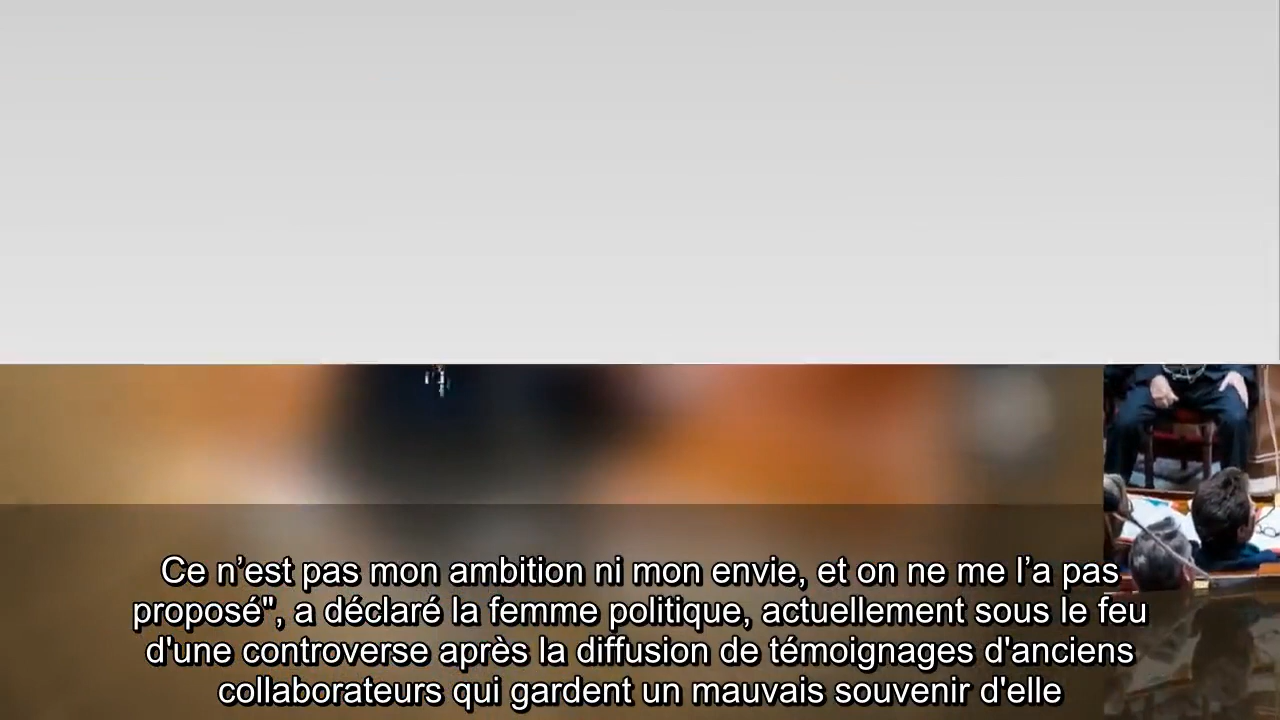 Ce n’est pas mon ambition ni mon envie, et on ne me l’a pas
proposé", a déclaré la femme politique, actuellement sous le feu
d'une controverse après la diffusion de témoignages d'anciens
collaborateurs qui gardent un mauvais souvenir d'elle